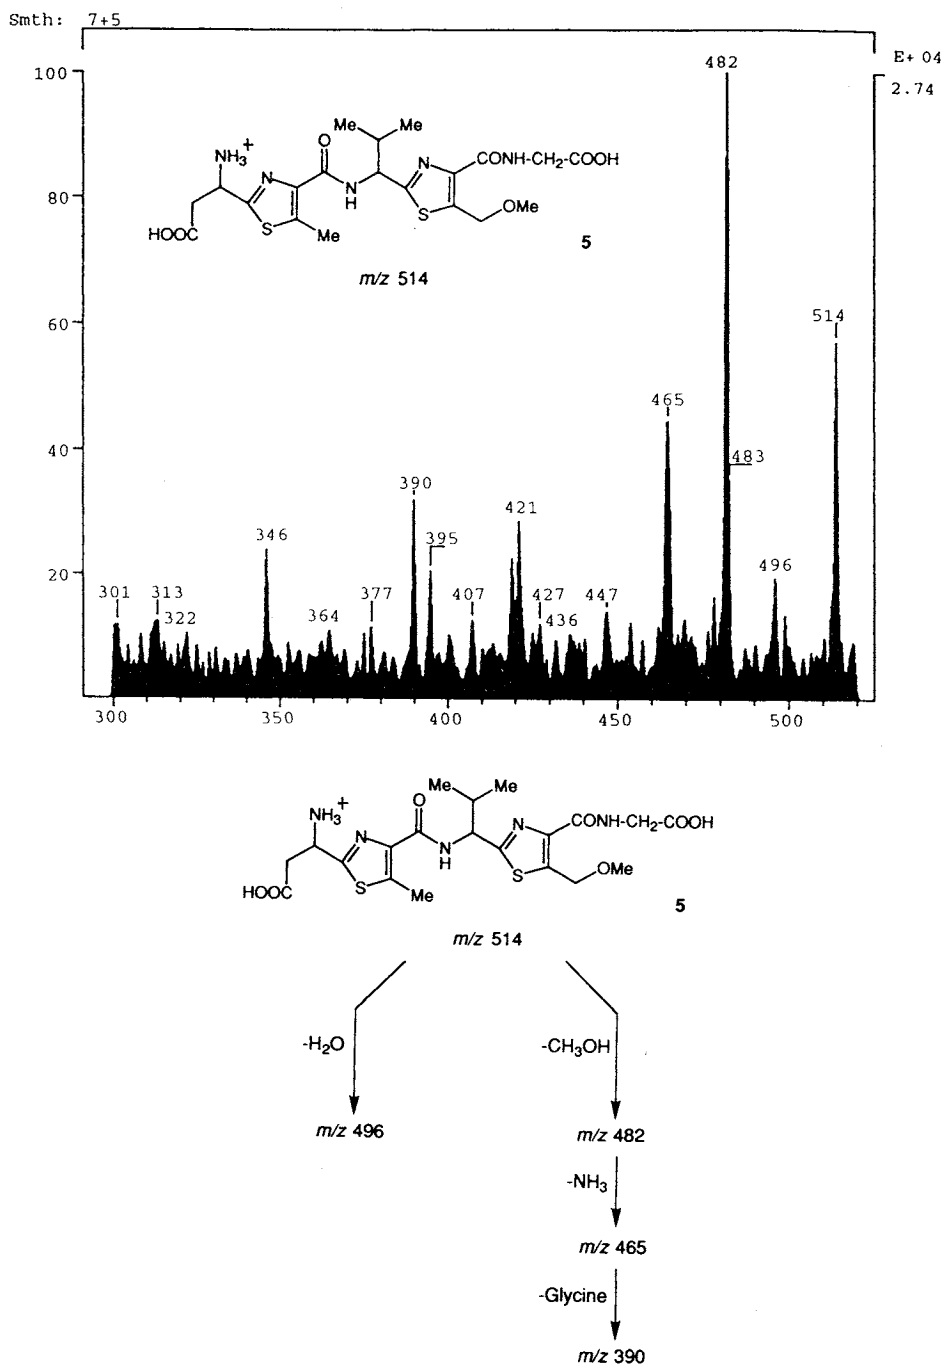 Smth: 7+5
E+ 04
2.74
100
80
60
40
20
482
514
465
483
496
421
390
395
346
301
313
322
364
377
407
427
436
447
300
350
400
450
500
Me Me
NH3+
O
N
N
H
N
CONH-CH2-COOH
S
S
OMe
HOOC
Me
5
m/z 514
Me Me
NH3+
O
N
N
H
N
CONH-CH2-COOH
S
S
OMe
HOOC
Me
5
m/z 514
-H2O
-CH3OH
m/z 496
m/z 482
-NH3
m/z 465
-Glycine
m/z 390